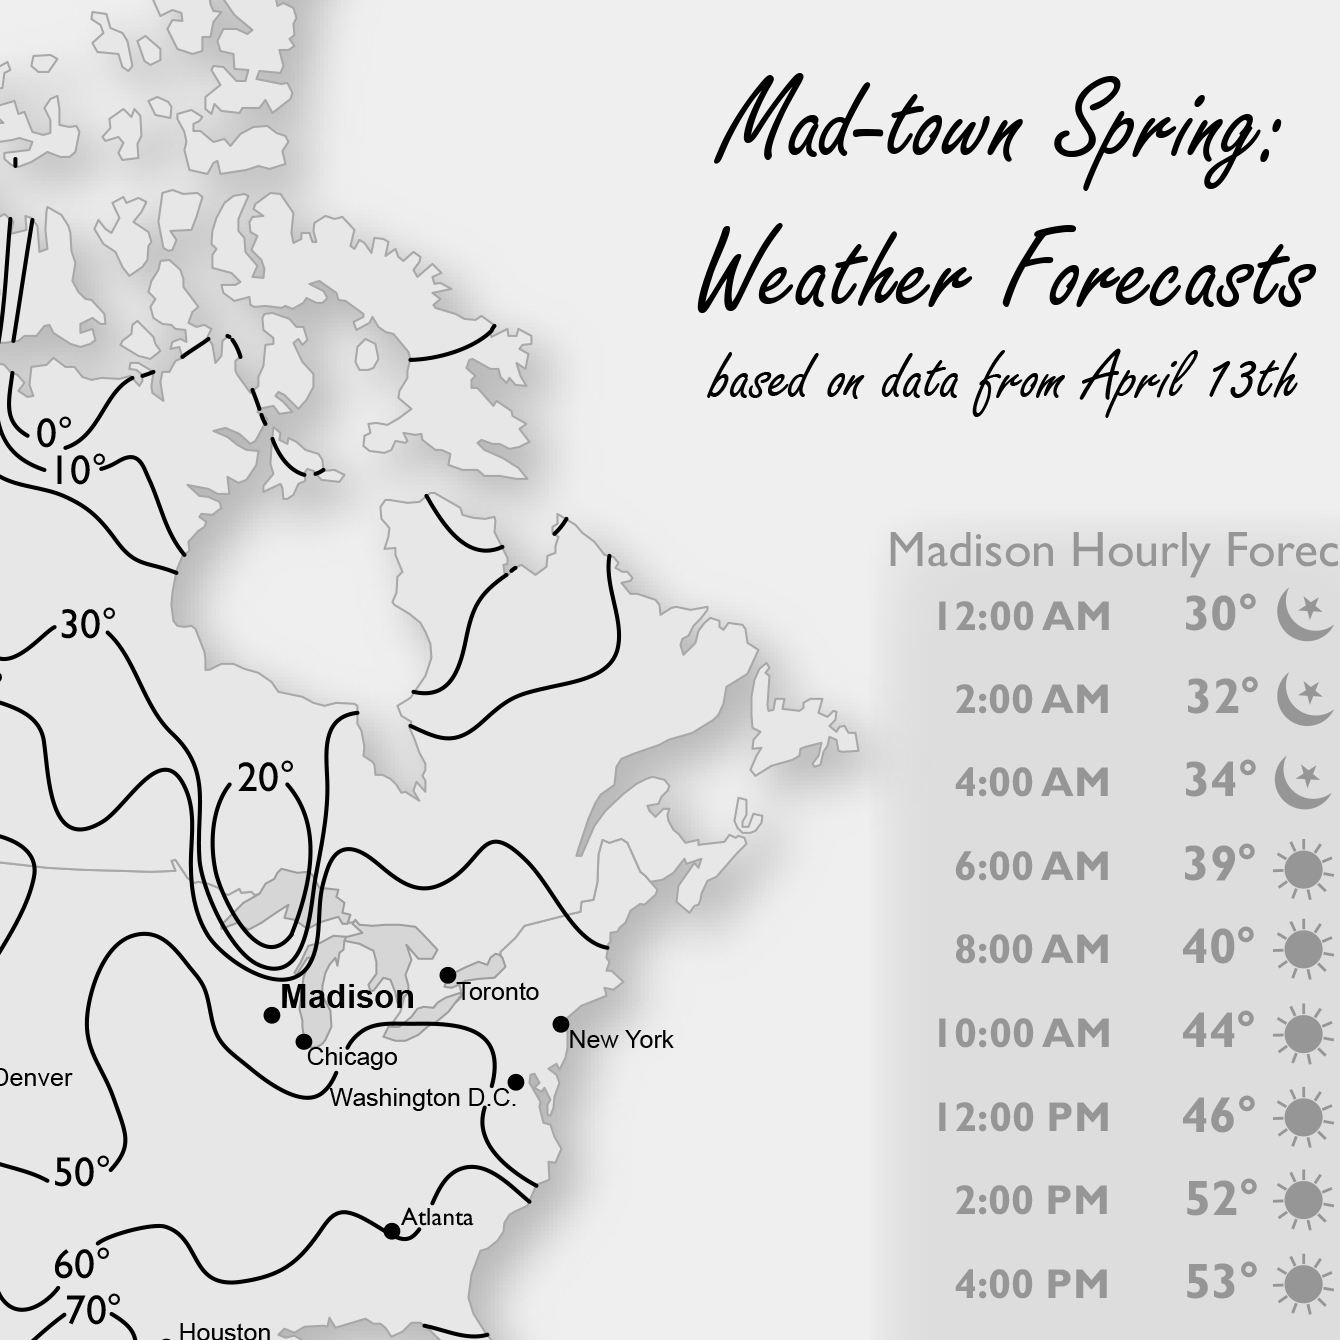 Mad-town Spring:
Weather Forecasts
based on data from April 13th
0°
10°
30°
20°
Madison
Toronto
Chicago
New York
Denver
Washington D.C.
50°
Atlanta
60°
70°
Houston
Madison Hourly Forec
12:00 AM 30°
2:00 AM 32°
4:00 AM 34°
6:00 AM 39°
8:00 AM 40°
10:00 AM 44°
12:00 PM 46°
2:00 PM 52°
4:00 PM 53°